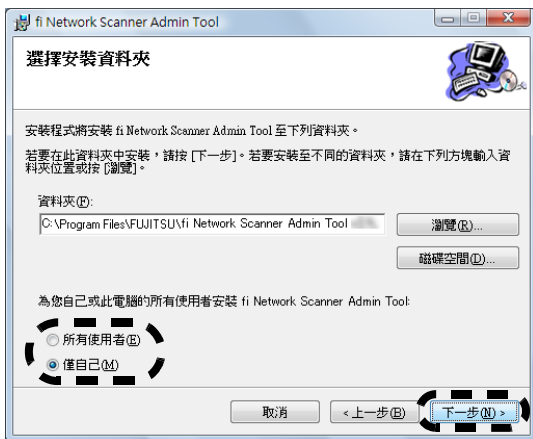 fi Network Scanner Admin Tool
選擇安裝資料夾
安裝程式將安裝 fi Network Scanner Admin Tool 至下列資料夾。
若要在此資料夾中安裝，請按 [下一步]。若要安裝至不同的資料夾，請在下列方塊輸入資
料夾位置或按 [瀏覽]。
資料夾(F):
C:\Program Files\FUJITSU\fi Network Scanner Admin Tool
瀏覽(R)...
磁碟空間(D)...
為您自己或此電腦的所有使用者安裝 fi Network Scanner Admin Tool:
所有使用者(E)
僅自己(M)
取消
<上一步(B)
下一步(N) >